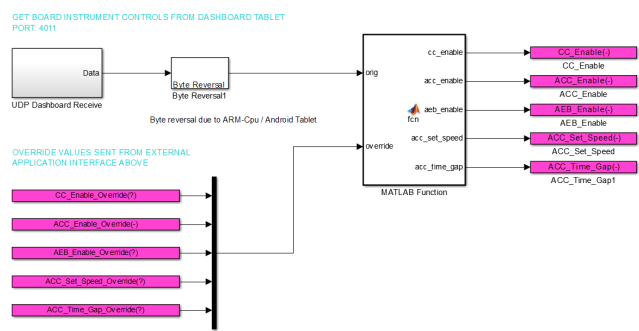 GET BOARD INSTRUMENT CONTROLS FROM DASHBOARD TABLET
PORT: 4011
Data
UDP Dashboard Receive
Byte Reversal
Byte Reversal1
Byte reversal due to ARM-Cpu / Android Tablet
orig
override
fcn
cc_enable
acc_enable
aeb_enable
acc_set_speed
acc_time_gap
MATLAB Function
CC_Enable(-)
CC_Enable
ACC_Enable(-)
ACC_Enable
AEB_Enable(-)
AEB_Enable
ACC_Set_Speed(-)
ACC_Set_Speed
ACC_Time_Gap(-)
ACC_Time_Gap1
OVERRIDE VALUES SENT FROM EXTERNAL
APPLICATION INTERFACE ABOVE
CC_Enable_Override(?)
ACC_Enable_Override(-)
AEB_Enable_Override(?)
ACC_Set_Speed_Override(?)
ACC_Time_Gap_Override(?)